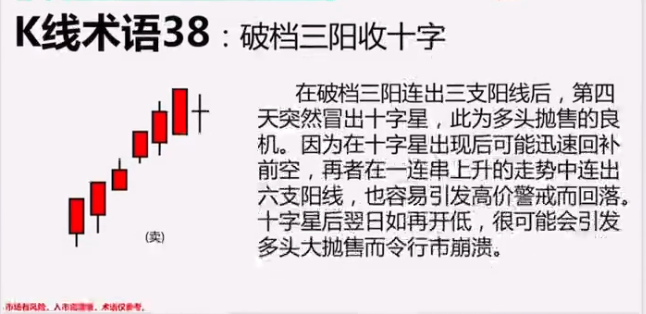 K线术语38：破档三阳收十字
在破档三阳连出三支阳线后，第四
天突然冒出十字星，此为多头抛售的良
机。因为在十字星出现后可能迅速回补
前空，再者在一连串上升的走势中连出
六支阳线，也容易引发高价警戒而回落。
十字星后翌日如再开低，很可能会引发
多头大抛售而令行市崩溃。
(卖)
市场有风险，入市需谨慎，术语仅参考。